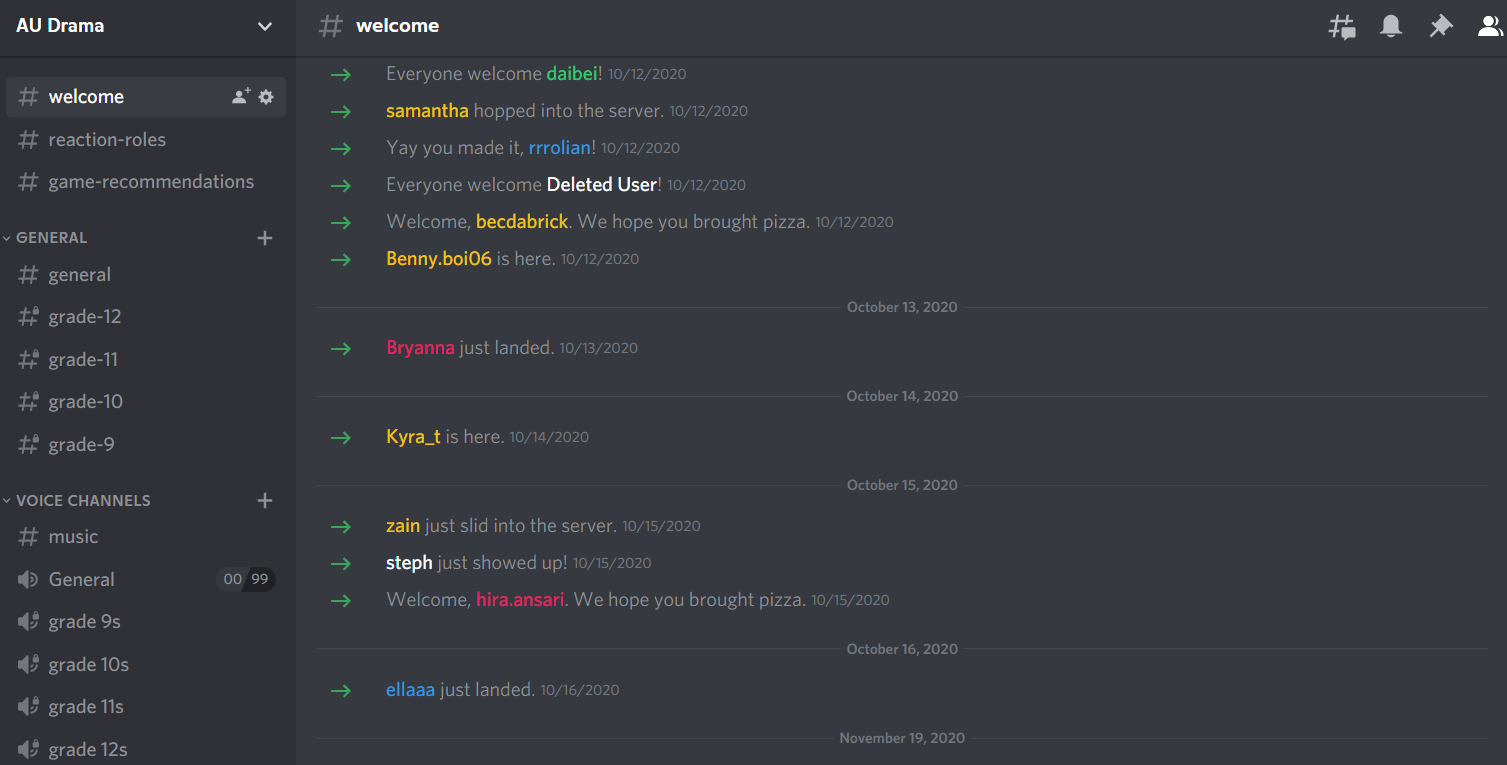 AU Drama
welcome
reaction-roles
game-recommendations
GENERAL
general
grade-12
grade-11
grade-10
grade-9
VOICE CHANNELS
music
General 00 99
grade 9s
grade 10s
grade 11s
grade 12s
welcome
Everyone welcome daibei! 10/12/2020
samantha hopped into the server. 10/12/2020
Yay you made it, rrrolian! 10/12/2020
Everyone welcome Deleted User! 10/12/2020
Welcome, becdabrick. We hope you brought pizza. 10/12/2020
Benny.boi06 is here. 10/12/2020
October 13, 2020
Bryanna just landed. 10/13/2020
October 14, 2020
Kyra_t is here. 10/14/2020
October 15, 2020
zain just slid into the server. 10/15/2020
steph just showed up! 10/15/2020
Welcome, hira.ansari. We hope you brought pizza. 10/15/2020
October 16, 2020
ellaaa just landed. 10/16/2020
November 19, 2020